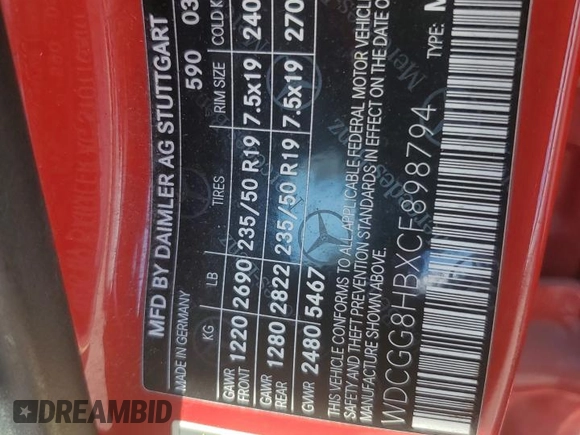 MFD BY DAIMLER AG STUTTGART
MADE IN GERMANY 590 03
KG LB TIRES RIM SIZE COLD K
GAWR FRONT 1220 2690 235/50 R19 7.5x19 240
GAWR REAR 1280 2822 235/50 R19 7.5x19 270
GVWR 2480 5467
THIS VEHICLE CONFORMS TO ALL APPLICABLE FEDERAL MOTOR VEHICLE
SAFETY AND THEFT PREVENTION STANDARDS IN EFFECT ON THE DATE O
SHOWN ABOVE.
WDCGG8HBXCF898794 TYPE: M
DREAMBID